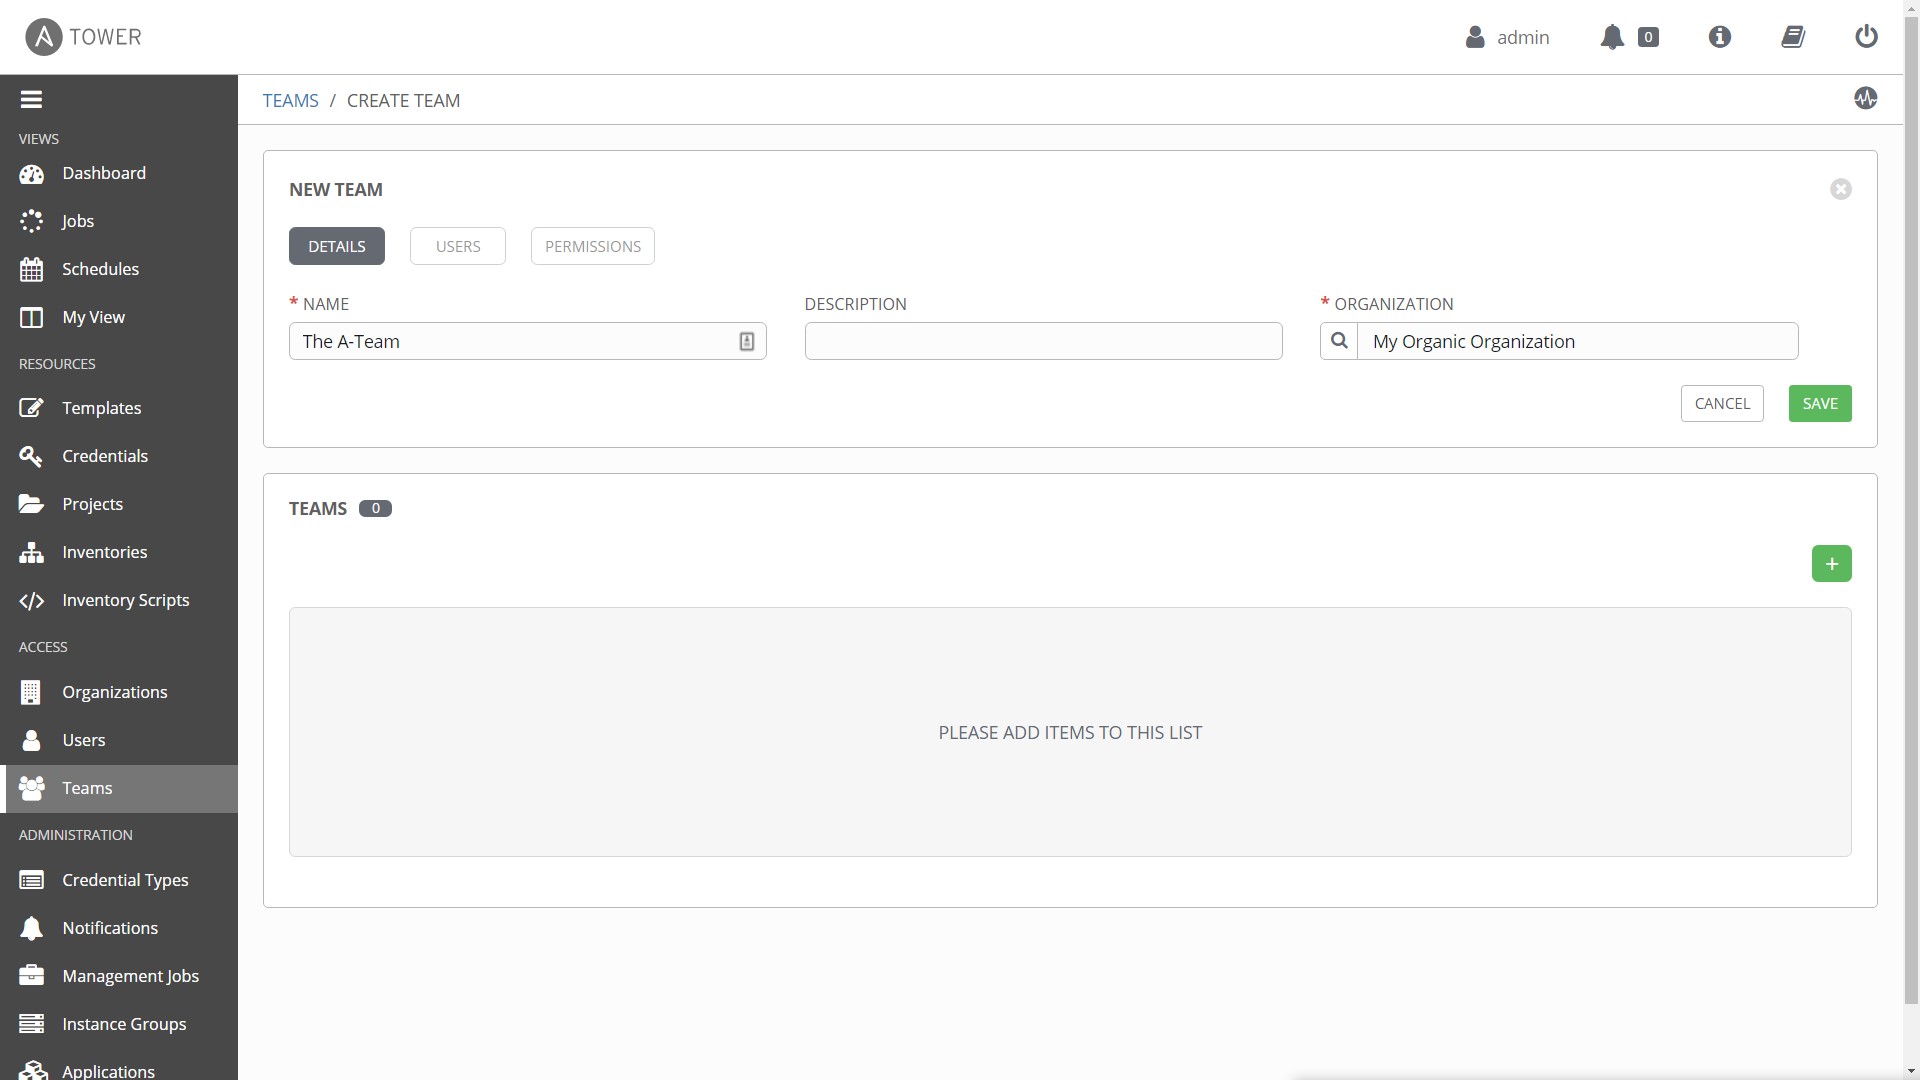 TOWER
admin
0
TEAMS / CREATE TEAM
VIEWS
Dashboard
Jobs
Schedules
My View
RESOURCES
Templates
Credentials
Projects
Inventories
Inventory Scripts
ACCESS
Organizations
Users
Teams
ADMINISTRATION
Credential Types
Notifications
Management Jobs
Instance Groups
Applications
NEW TEAM
DETAILS
USERS
PERMISSIONS
* NAME
DESCRIPTION
* ORGANIZATION
The A-Team
My Organic Organization
CANCEL
SAVE
TEAMS 0
+
PLEASE ADD ITEMS TO THIS LIST